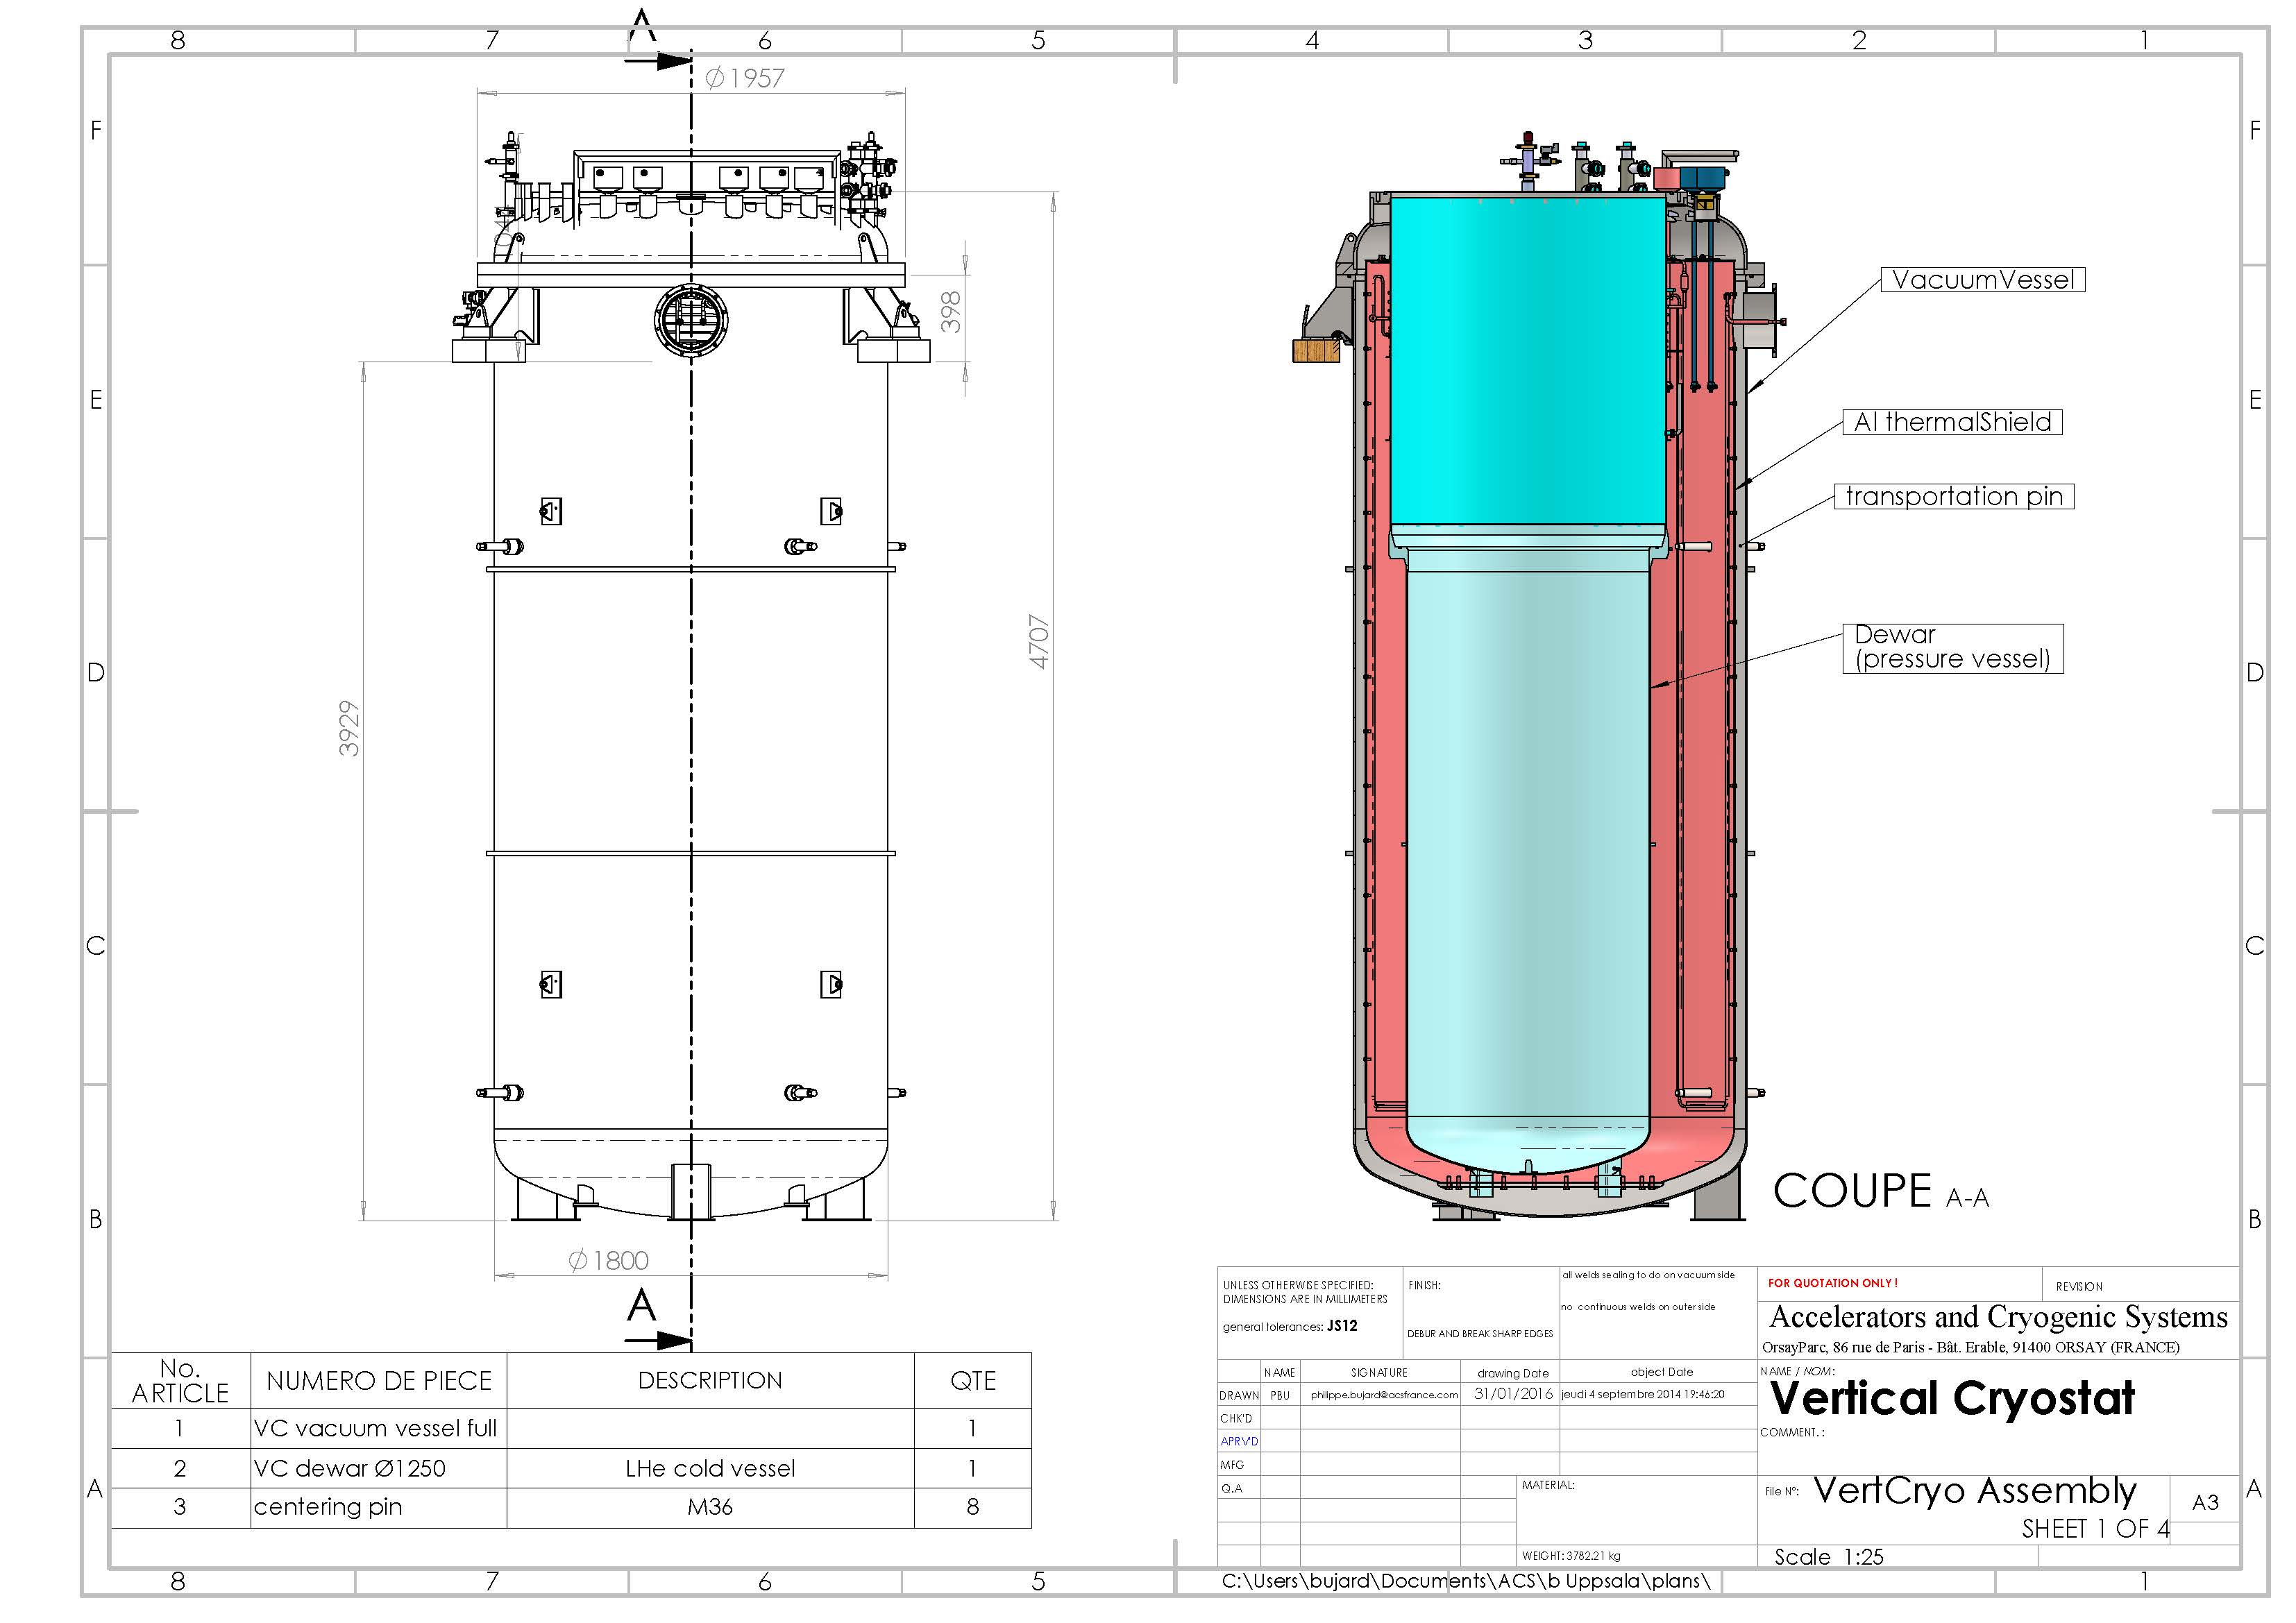 8 7 6 5 4 3 2 1
F
E
D
C
B
A
F
E
D
C
B
A
A
Ø1957
398
4707
3929
Ø1800
A
VacuumVessel
Al thermalShield
transportation pin
Dewar
(pressure vessel)
COUPE A-A
No. ARTICLE NUMERO DE PIECE DESCRIPTION QTE
1 VC vacuum vessel full 1
2 VC dewar Ø1250 LHe cold vessel 1
3 centering pin M36 8
UNLESS OTHERWISE SPECIFIED:
DIMENSIONS ARE IN MILLIMETERS
general tolerances: JS12
FINISH:
DEBUR AND BREAK SHARP EDGES
all welds sealing to do on vacuum side
no continuous welds on outer side
FOR QUOTATION ONLY !
REVISION
Accelerators and Cryogenic Systems
OrsayParc, 86 rue de Paris - Bât. Erable, 91400 ORSAY (FRANCE)
NAME SIGNATURE drawing Date object Date
DRAWN PBU philippe.bujard@acsfrance.com 31/01/2016 jeudi 4 septembre 2014 19:46:20
CHK'D
APRV'D
MFG
Q.A
MATERIAL:
WEIGHT: 3782.21 kg
NAME / NOM:
Vertical Cryostat
COMMENT. :
File N°: VertCryo Assembly
A3
SHEET 1 OF 4
Scale 1:25
C:\Users\bujard\Documents\ACS\b Uppsala\plans\
8 7 6 5 1